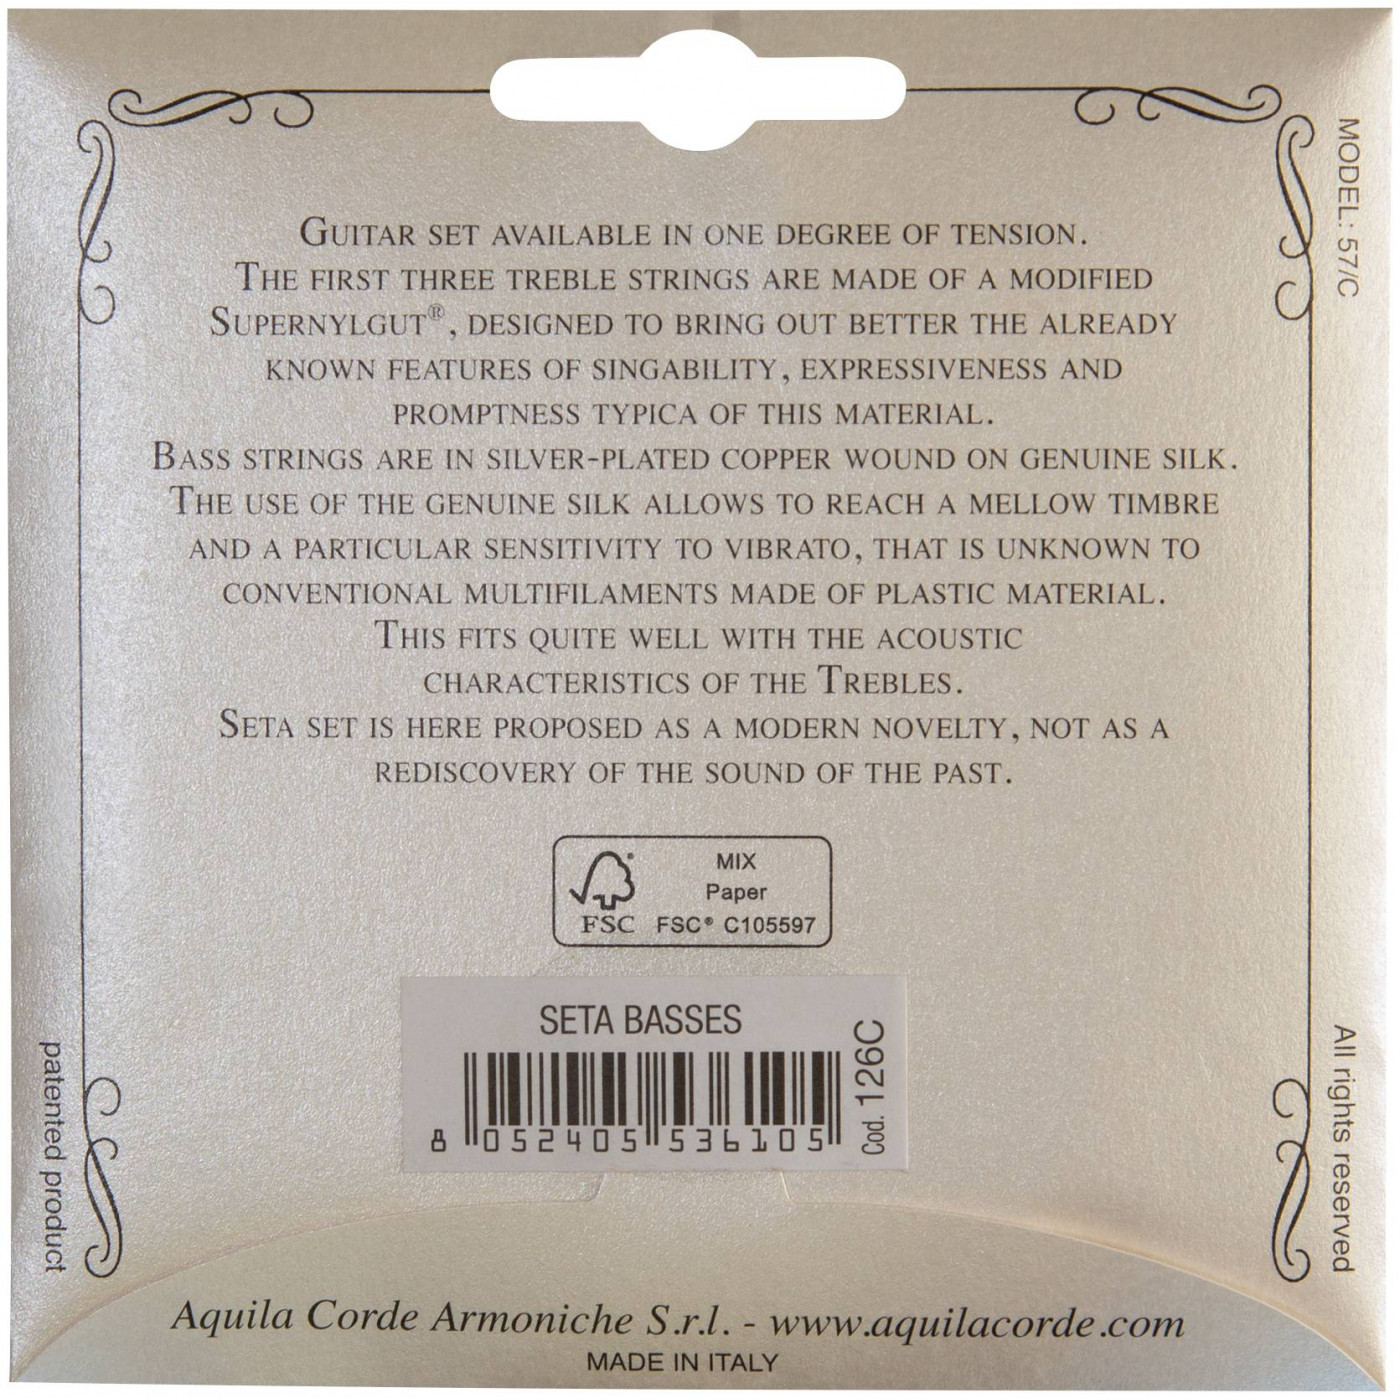 GUITAR SET AVAILABLE IN ONE DEGREE OF TENSION.
THE FIRST THREE TREBLE STRINGS ARE MADE OF A MODIFIED
SUPERNYLGUT®, DESIGNED TO BRING OUT BETTER THE ALREADY
KNOWN FEATURES OF SINGABILITY, EXPRESSIVENESS AND
PROMPTNESS TYPICA OF THIS MATERIAL.
BASS STRINGS ARE IN SILVER-PLATED COPPER WOUND ON GENUINE SILK.
THE USE OF THE GENUINE SILK ALLOWS TO REACH A MELLOW TIMBRE
AND A PARTICULAR SENSITIVITY TO VIBRATO, THAT IS UNKNOWN TO
CONVENTIONAL MULTIFILAMENTS MADE OF PLASTIC MATERIAL.
THIS FITS QUITE WELL WITH THE ACOUSTIC
CHARACTERISTICS OF THE TREBLES.
SETA SET IS HERE PROPOSED AS A MODERN NOVELTY, NOT AS A
REDISCOVERY OF THE SOUND OF THE PAST.
MODEL: 57/C
MIX
Paper
FSC FSC® C105597
SETA BASSES
8 052405 536105
Cod. 126C
patented product
All rights reserved
Aquila Corde Armoniche S.r.l. - www.aquilacorde.com
MADE IN ITALY